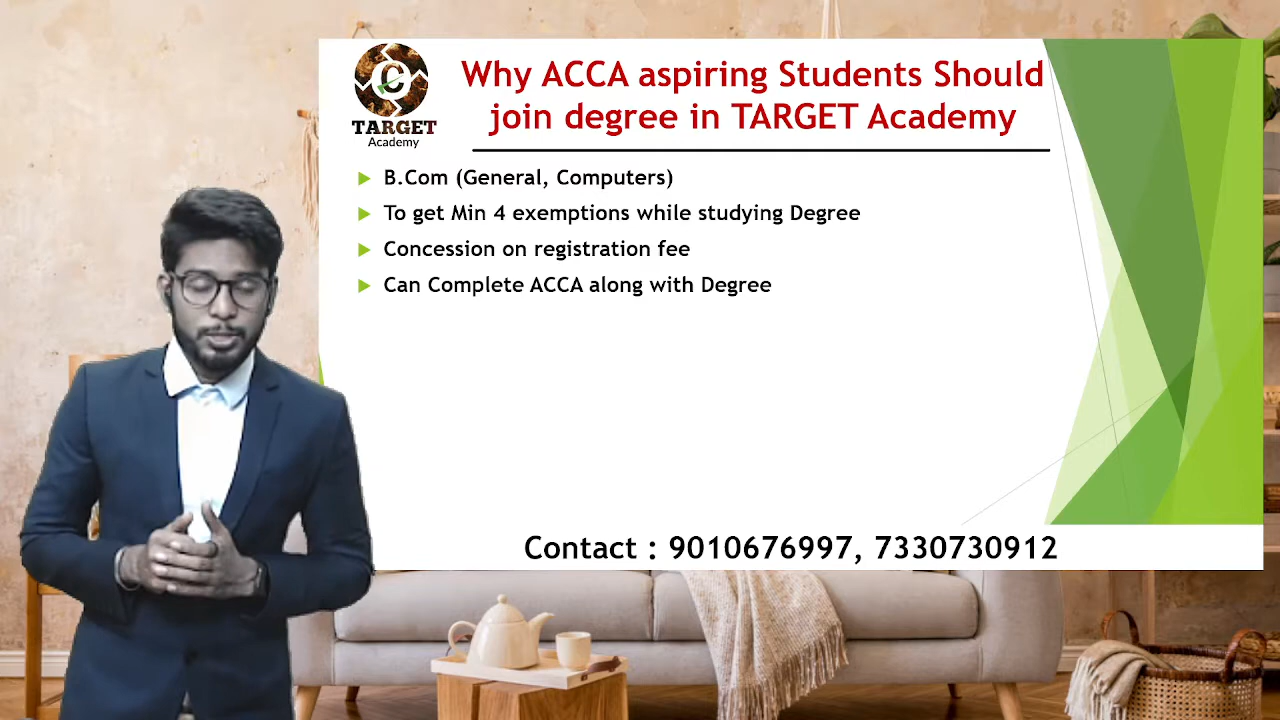 Why ACCA aspiring Students Should
join degree in TARGET Academy
TARGET
Academy
B.Com (General, Computers)
To get Min 4 exemptions while studying Degree
Concession on registration fee
Can Complete ACCA along with Degree
Contact : 9010676997, 7330730912